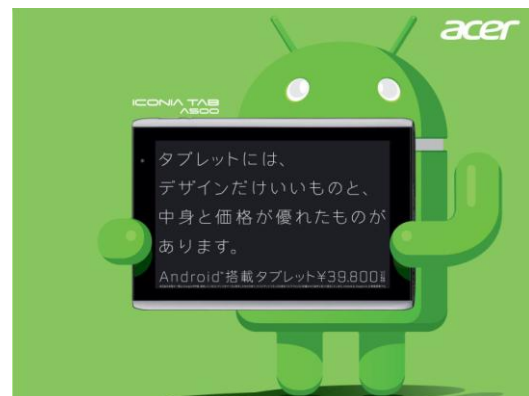 acer
ICONIA TAB
A500
タブレットには、
デザインだけいいものと、
中身と価格が優れたものが
あります。
Android™搭載タブレット¥39,800